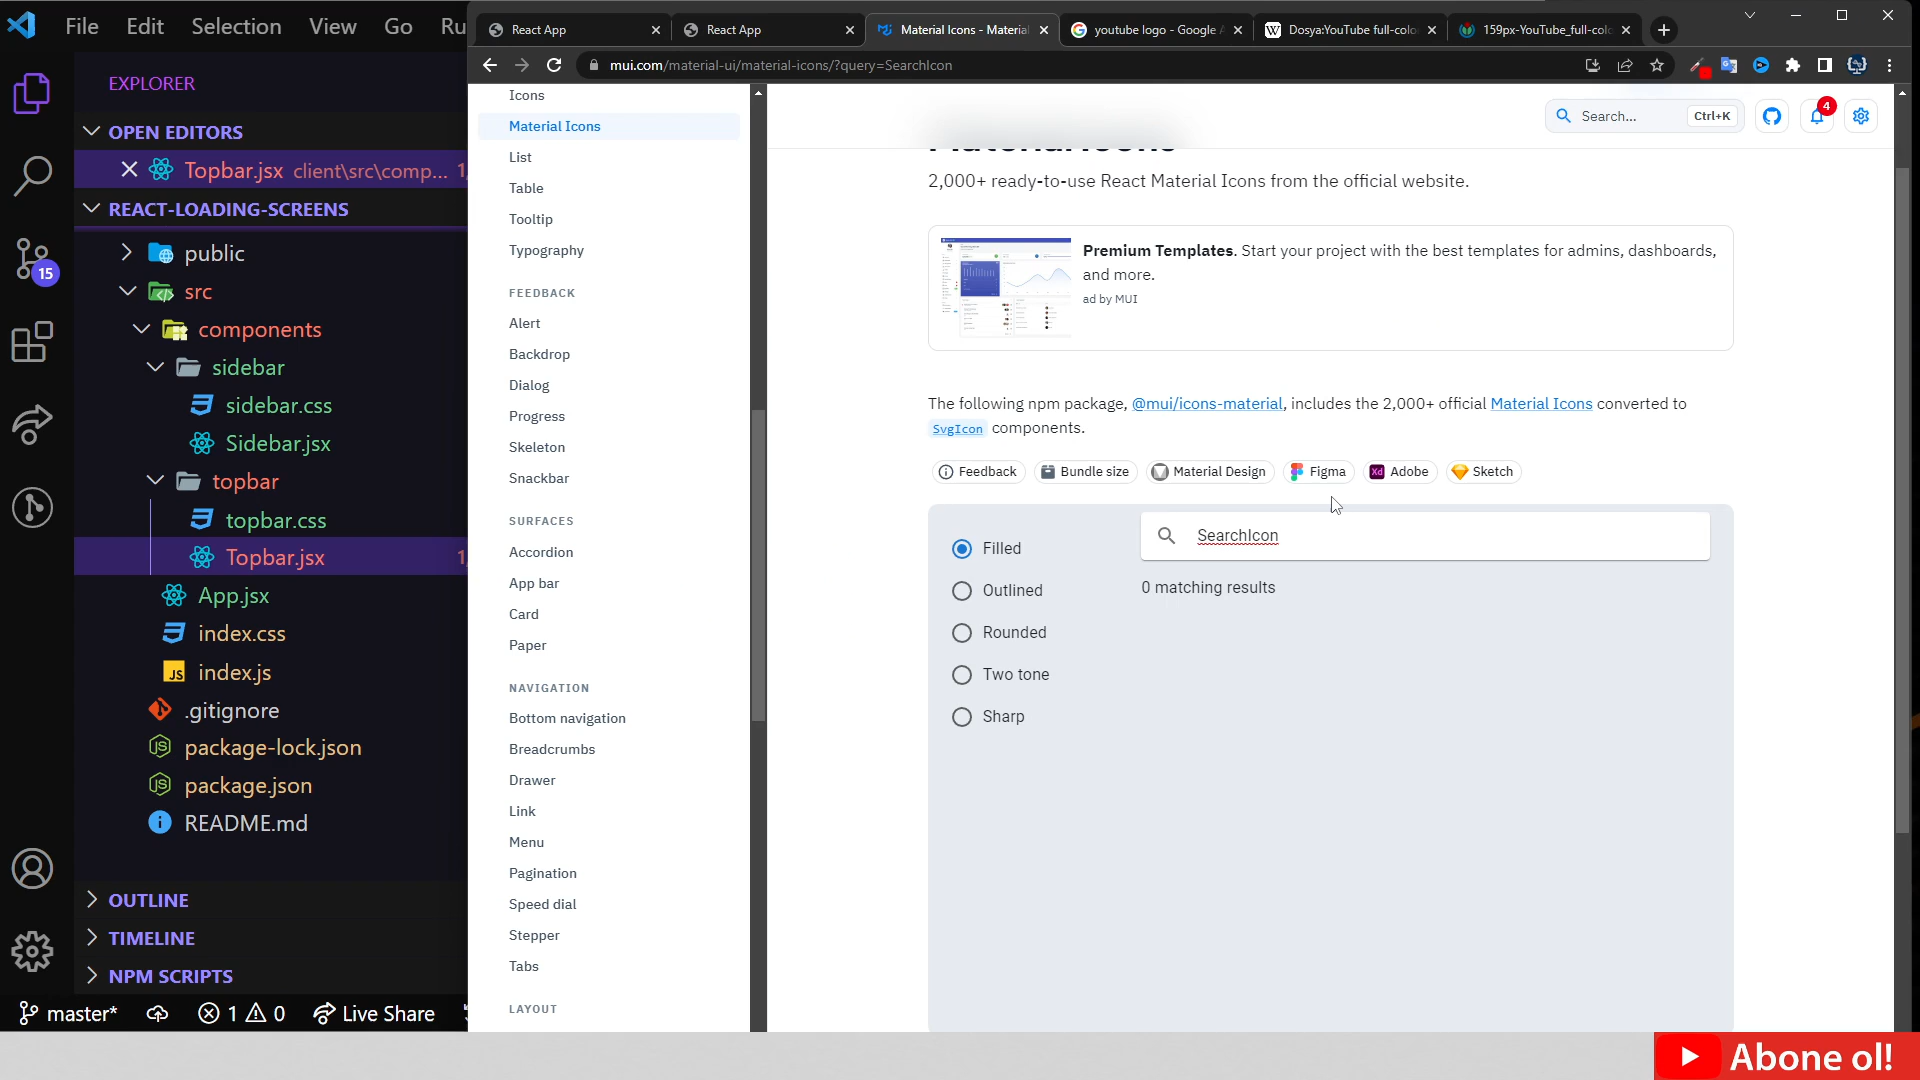 File Edit Selection View Go Ru
EXPLORER
OPEN EDITORS
Topbar.jsx client\src\comp... 1
REACT-LOADING-SCREENS
public
src
components
sidebar
sidebar.css
Sidebar.jsx
topbar
topbar.css
Topbar.jsx 1
App.jsx
index.css
index.js
.gitignore
package-lock.json
package.json
README.md
OUTLINE
TIMELINE
NPM SCRIPTS
15
master* 1 0 Live Share
React App
React App
Material Icons - Material
youtube logo - Google A
Dosya:YouTube full-colo
159px-YouTube_full-colo
mui.com/material-ui/material-icons/?query=SearchIcon
Icons
Material Icons
List
Table
Tooltip
Typography
FEEDBACK
Alert
Backdrop
Dialog
Progress
Skeleton
Snackbar
SURFACES
Accordion
App bar
Card
Paper
NAVIGATION
Bottom navigation
Breadcrumbs
Drawer
Link
Menu
Pagination
Speed dial
Stepper
Tabs
LAYOUT
Search... Ctrl+K
4
Material Icons
2,000+ ready-to-use React Material Icons from the official website.
Premium Templates. Start your project with the best templates for admins, dashboards,
and more.
ad by MUI
The following npm package, @mui/icons-material, includes the 2,000+ official Material Icons converted to
SvgIcon components.
Feedback Bundle size Material Design Figma Xd Adobe Sketch
Filled
Outlined
Rounded
Two tone
Sharp
SearchIcon
0 matching results
Abone ol!